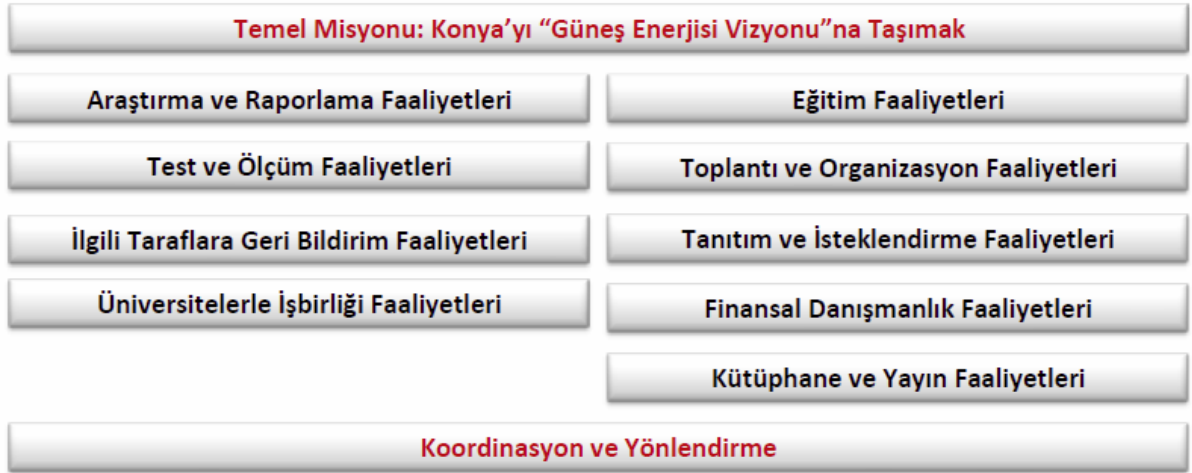 Temel Misyonu: Konya’yı “Güneş Enerjisi Vizyonu”na Taşımak
Araştırma ve Raporlama Faaliyetleri
Test ve Ölçüm Faaliyetleri
İlgili Taraflara Geri Bildirim Faaliyetleri
Üniversitelerle İşbirliği Faaliyetleri
Eğitim Faaliyetleri
Toplantı ve Organizasyon Faaliyetleri
Tanıtım ve İsteklendirme Faaliyetleri
Finansal Danışmanlık Faaliyetleri
Kütüphane ve Yayın Faaliyetleri
Koordinasyon ve Yönlendirme